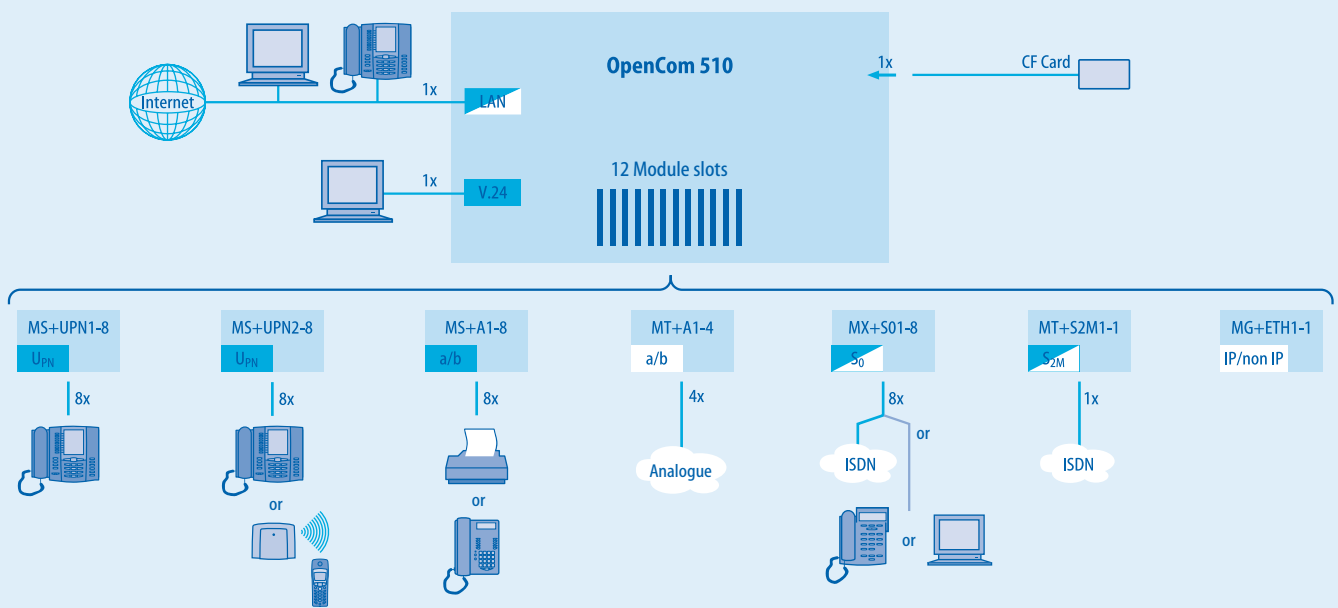 OpenCom 510
1x
CF Card
Internet
1x
LAN
12 Module slots
1x
V.24
MS+UPN1-8
MS+UPN2-8
MS+A1-8
MT+A1-4
MX+S01-8
MT+S2M1-1
MG+ETH1-1
UPN
UPN
a/b
a/b
S0
S2M
IP/non IP
8x
8x
8x
4x
8x
1x
or
Analogue
ISDN
ISDN
or
or
or